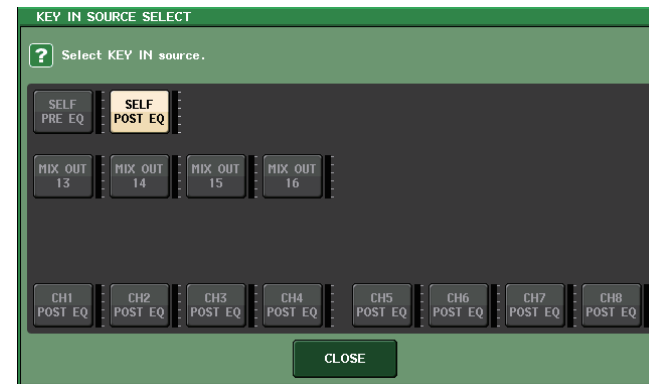 KEY IN SOURCE SELECT
? Select KEY IN source.
SELF SELF
PRE EQ POST EQ
MIX OUT MIX OUT MIX OUT MIX OUT
13 14 15 16
CH1 CH2 CH3 CH4 CH5 CH6 CH7 CH8
POST EQ POST EQ POST EQ POST EQ POST EQ POST EQ POST EQ POST EQ
CLOSE